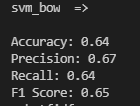 svm_bow  =>
Accuracy: 0.64
Precision: 0.67
Recall: 0.64
F1 Score: 0.65